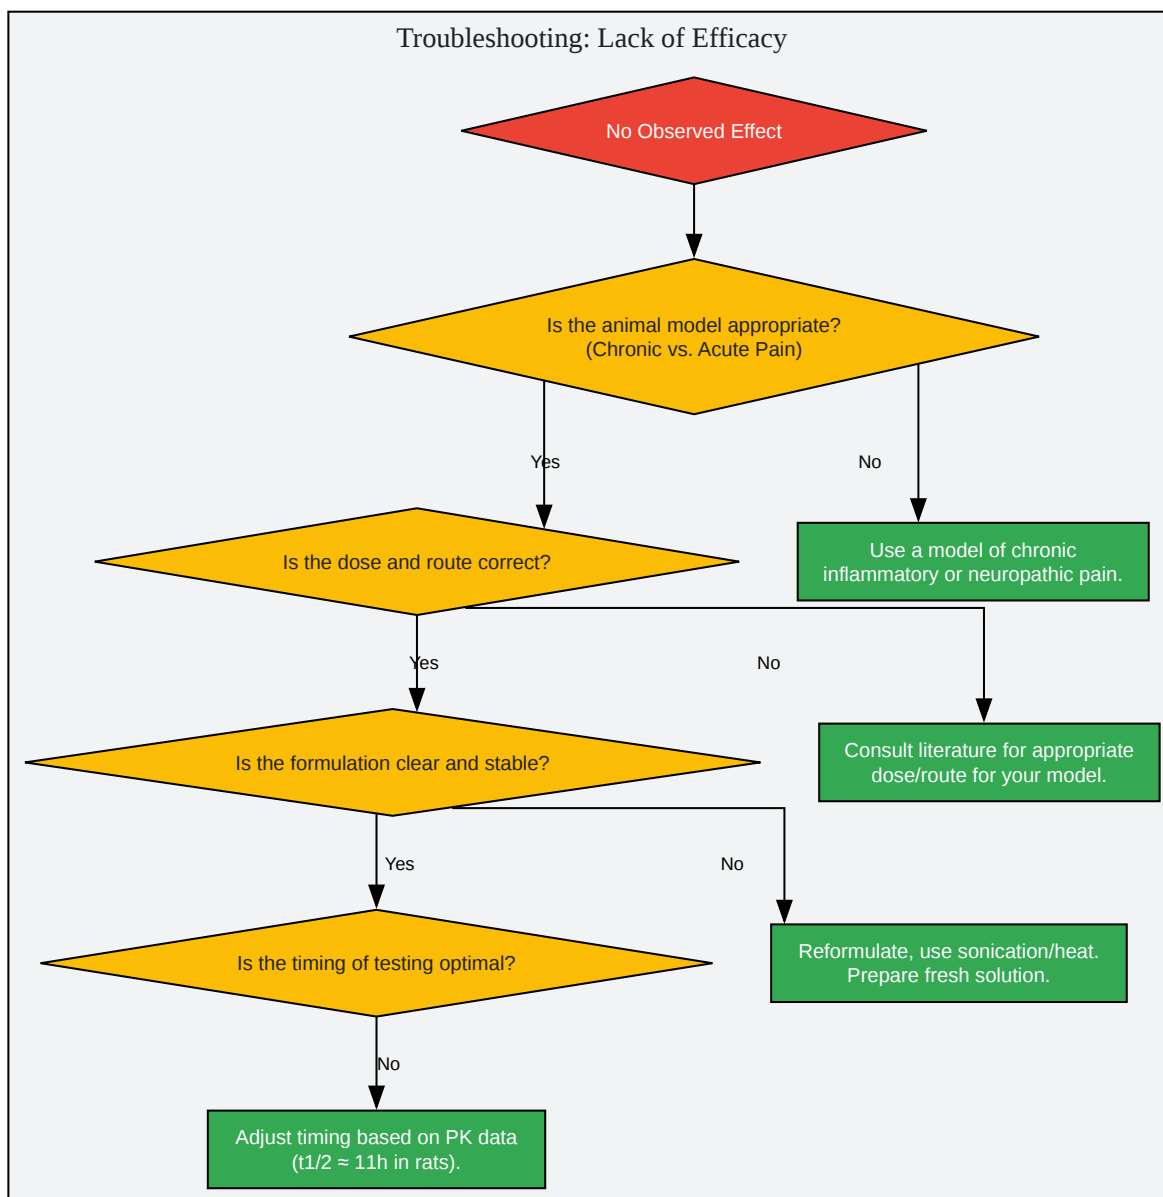 Troubleshooting: Lack of Efficacy
No Observed Effect
Is the animal model appropriate?
(Chronic vs. Acute Pain)
Yes
No
Is the dose and route correct?
Use a model of chronic
inflammatory or neuropathic pain.
Yes
No
Is the formulation clear and stable?
Consult literature for appropriate
dose/route for your model.
Yes
No
Is the timing of testing optimal?
Reformulate, use sonication/heat.
Prepare fresh solution.
No
Adjust timing based on PK data
(t1/2 ≈ 11h in rats).